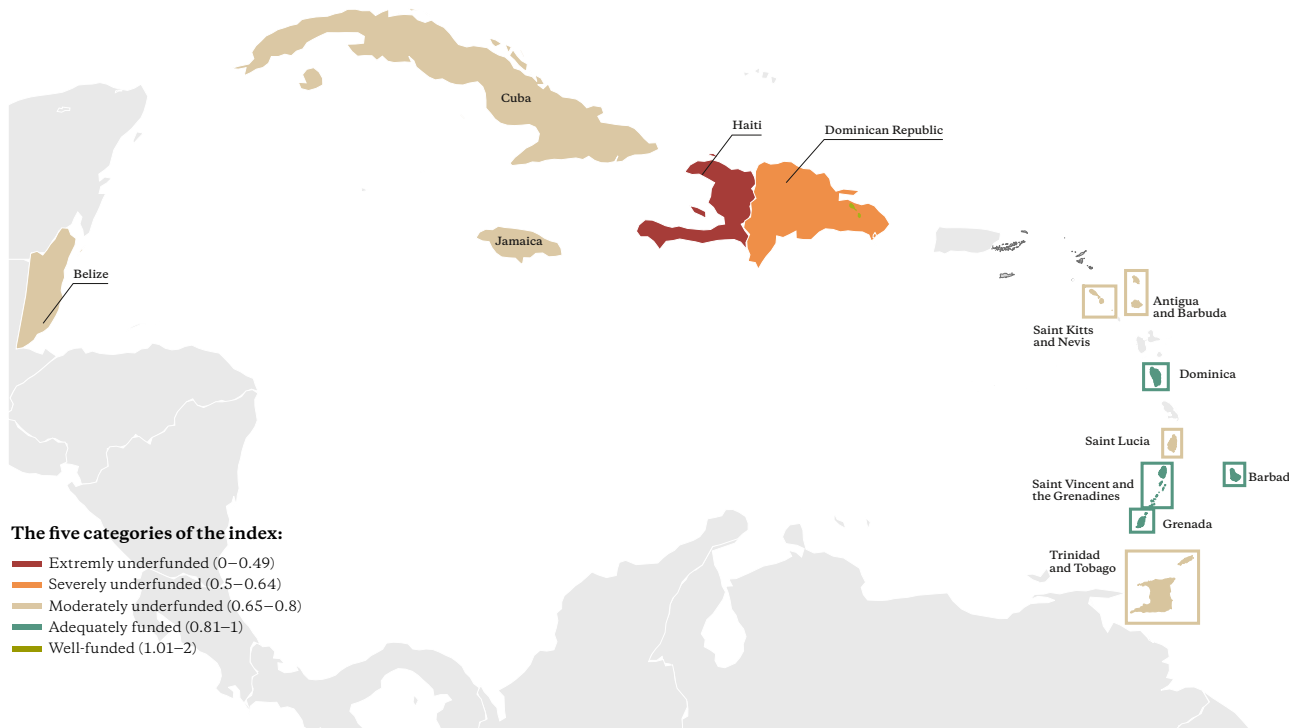 Cuba
Haiti
Dominican Republic
Jamaica
Belize
Antigua
and Barbuda
Saint Kitts
and Nevis
Dominica
Saint Lucia
Barbad
Saint Vincent and
the Grenadines
Grenada
The five categories of the index:
Extremly underfunded (0–0.49)
Severely underfunded (0.5–0.64)
Moderately underfunded (0.65–0.8)
Adequately funded (0.81–1)
Well-funded (1.01–2)
Trinidad
and Tobago